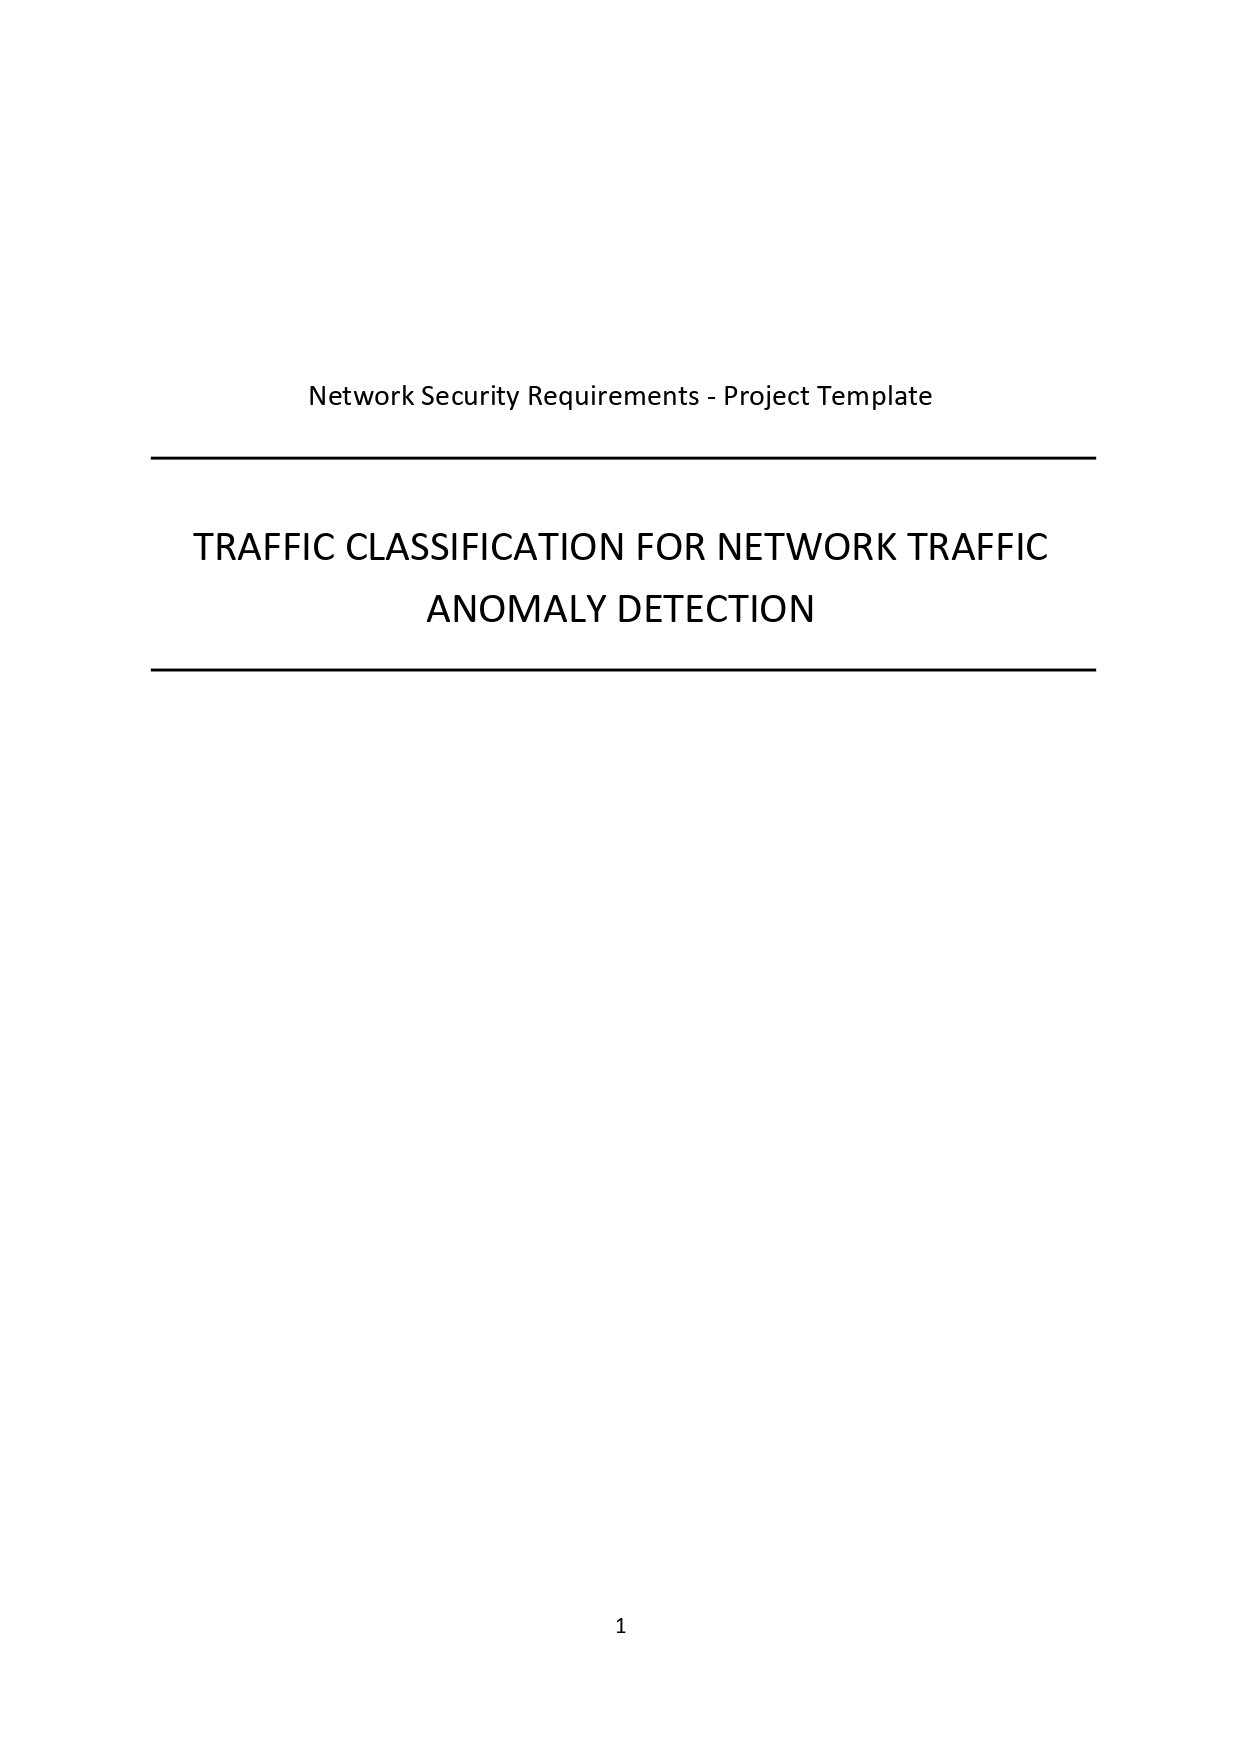 Network Security Requirements - Project Template
TRAFFIC CLASSIFICATION FOR NETWORK TRAFFIC
ANOMALY DETECTION
1